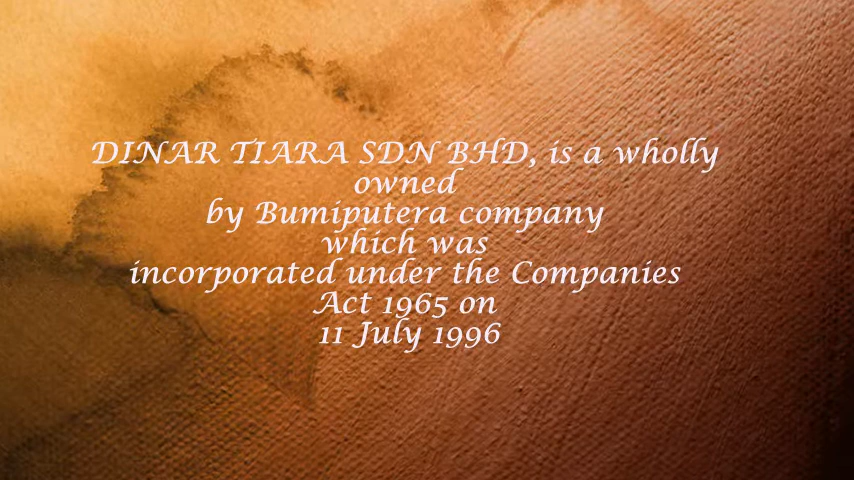 DINAR TIARA SDN BHD, is a wholly
owned
by Bumiputera company
which was
incorporated under the Companies
Act 1965 on
11 July 1996